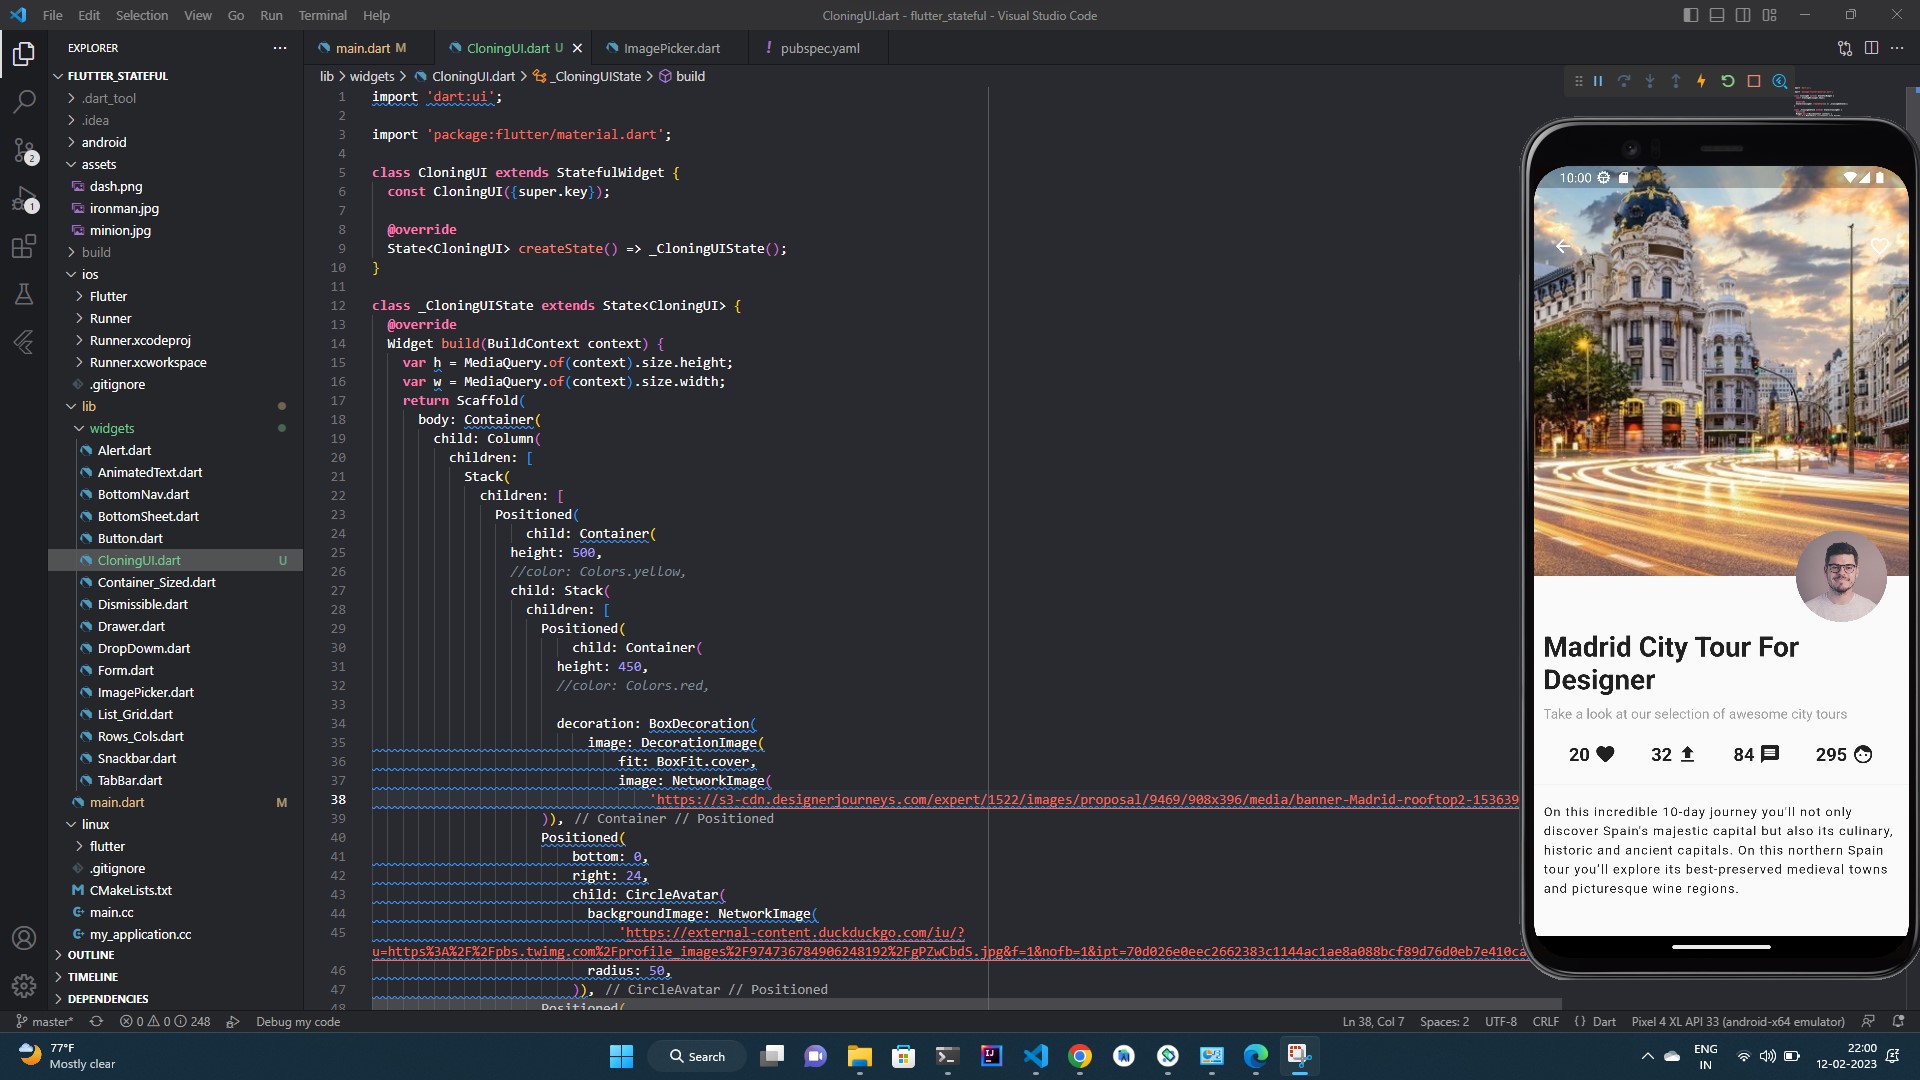 File Edit Selection View Go Run Terminal Help
CloningUI.dart - flutter_stateful - Visual Studio Code
EXPLORER
FLUTTER_STATEFUL
.dart_tool
.idea
android
assets
dash.png
ironman.jpg
minion.jpg
build
ios
Flutter
Runner
Runner.xcodeproj
Runner.xcworkspace
.gitignore
lib
widgets
Alert.dart
AnimatedText.dart
BottomNav.dart
BottomSheet.dart
Button.dart
CloningUI.dart U
Container_Sized.dart
Dismissible.dart
Drawer.dart
DropDowm.dart
Form.dart
ImagePicker.dart
List_Grid.dart
Rows_Cols.dart
Snackbar.dart
TabBar.dart
main.dart M
linux
flutter
.gitignore
CMakeLists.txt
main.cc
my_application.cc
OUTLINE
TIMELINE
DEPENDENCIES
2
1
main.dart M CloningUI.dart U ImagePicker.dart ! pubspec.yaml
lib > widgets > CloningUI.dart > _CloningUIState > build
1 import 'dart:ui';
2
3 import 'package:flutter/material.dart';
4
5 class CloningUI extends StatefulWidget {
6 const CloningUI({super.key});
7
8 @override
9 State<CloningUI> createState() => _CloningUIState();
10 }
11
12 class _CloningUIState extends State<CloningUI> {
13 @override
14 Widget build(BuildContext context) {
15 var h = MediaQuery.of(context).size.height;
16 var w = MediaQuery.of(context).size.width;
17 return Scaffold(
18 body: Container(
19 child: Column(
20 children: [
21 Stack(
22 children: [
23 Positioned(
24 child: Container(
25 height: 500,
26 //color: Colors.yellow,
27 child: Stack(
28 children: [
29 Positioned(
30 child: Container(
31 height: 450,
32 //color: Colors.red,
33
34 decoration: BoxDecoration(
35 image: DecorationImage(
36 fit: BoxFit.cover,
37 image: NetworkImage(
38 'https://s3-cdn.designerjourneys.com/expert/1522/images/proposal/9469/908x396/media/banner-Madrid-rooftop2-153639
39 )), // Container // Positioned
40 Positioned(
41 bottom: 0,
42 right: 24,
43 child: CircleAvatar(
44 backgroundImage: NetworkImage(
45 'https://external-content.duckduckgo.com/iu/?
u=https%3A%2F%2Fpbs.twimg.com%2Fprofile_images%2F974736784906248192%2FgPZwCbdS.jpg&f=1&nofb=1&ipt=70d026e0eec2662383c1144ac1ae8a088bcf89d76d0eb7e410ca
46 radius: 50,
47 )), // CircleAvatar // Positioned
48 Positioned(
10:00
Madrid City Tour For
Designer
Take a look at our selection of awesome city tours
20 32 84 295
On this incredible 10-day journey you'll not only
discover Spain's majestic capital but also its culinary,
historic and ancient capitals. On this northern Spain
tour you'll explore its best-preserved medieval towns
and picturesque wine regions.
master* 0 0 248 Debug my code
Ln 38, Col 7 Spaces: 2 UTF-8 CRLF {} Dart Pixel 4 XL API 33 (android-x64 emulator)
77°F
Mostly clear
Search
ENG
IN
22:00
12-02-2023